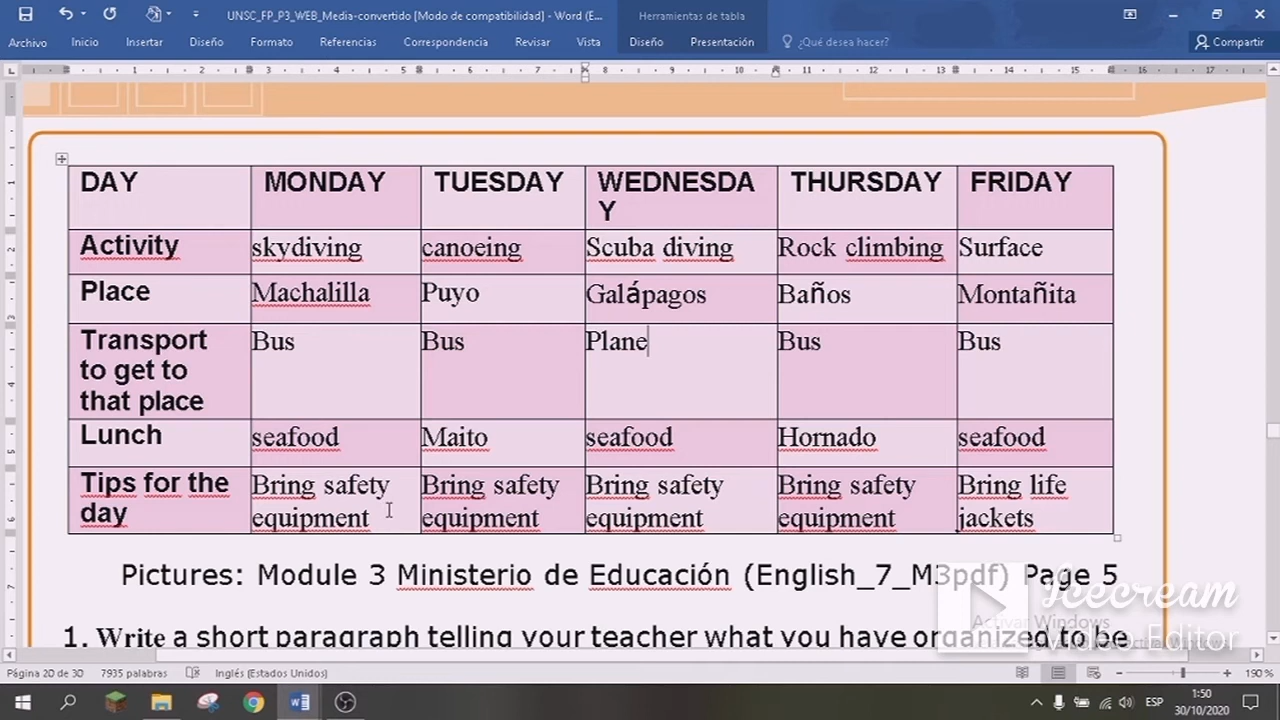 UNSC_FP_P3_WEB_Media-convertido [Modo de compatibilidad] - Word (E...
Herramientas de tabla
Archivo Inicio Insertar Diseño Formato Referencias Correspondencia Revisar Vista Diseño Presentación ¿Qué desea hacer? Compartir
DAY MONDAY TUESDAY WEDNESDA THURSDAY FRIDAY
Y
Activity skydiving canoeing Scuba diving Rock climbing Surface
Place Machalilla Puyo Galápagos Baños Montañita
Transport Bus Bus Plane Bus Bus
to get to
that place
Lunch seafood Maito seafood Hornado seafood
Tips for the Bring safety Bring safety Bring safety Bring safety Bring life
day equipment equipment equipment equipment jackets
Pictures: Module 3 Ministerio de Educación (English_7_M3pdf) Page 5
Icecream
Activar Windows
Video Editor
1. Write a short paragraph telling your teacher what you have organized to be
Página 20 de 30 7935 palabras Inglés (Estados Unidos) 190 %
ESP 1:50
30/10/2020